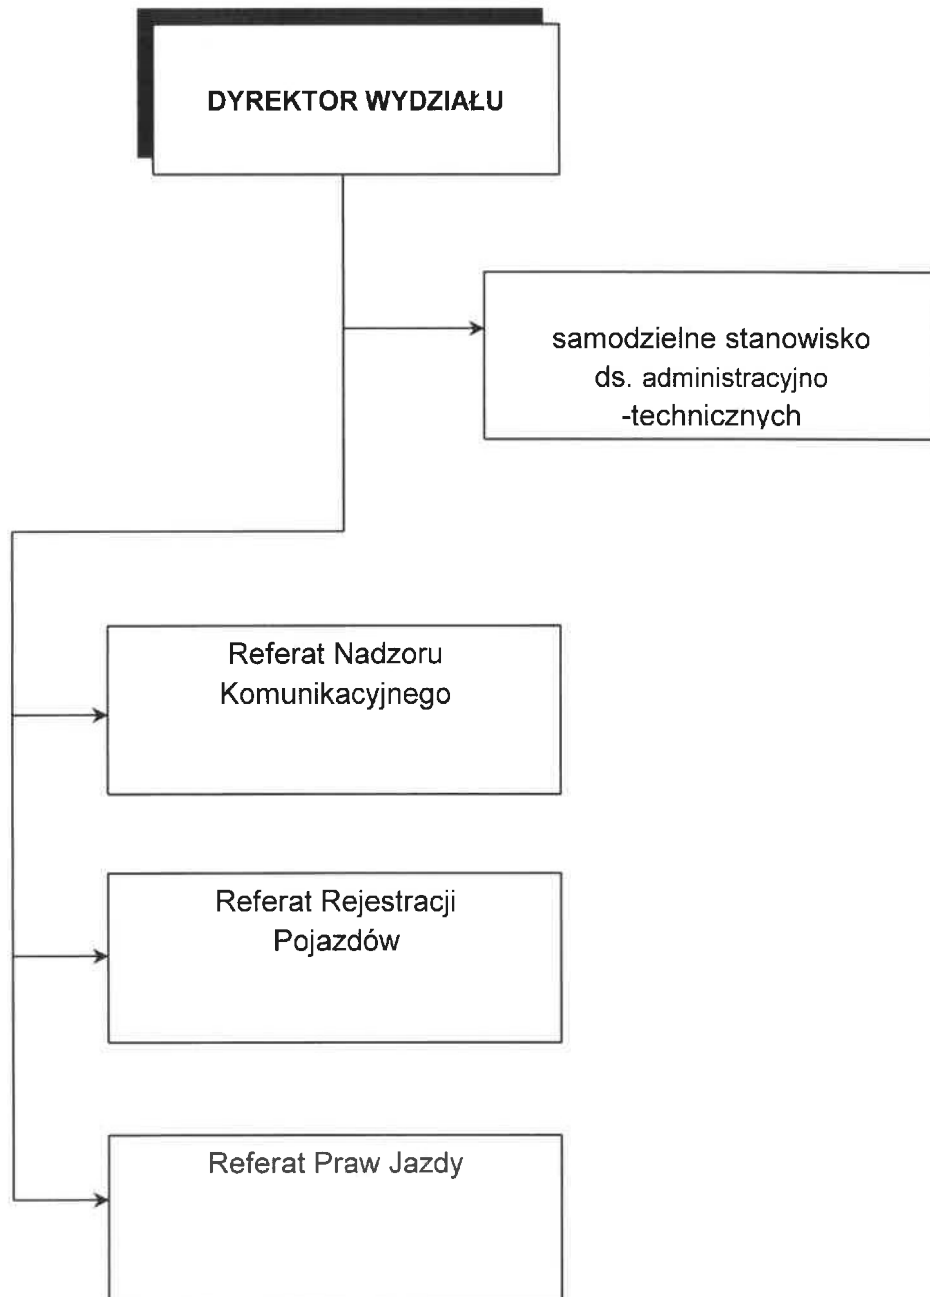 DYREKTOR WYDZIAŁU
samodzielne stanowisko
ds. administracyjno
-technicznych
Referat Nadzoru
Komunikacyjnego
Referat Rejestracji
Pojazdów
Referat Praw Jazdy